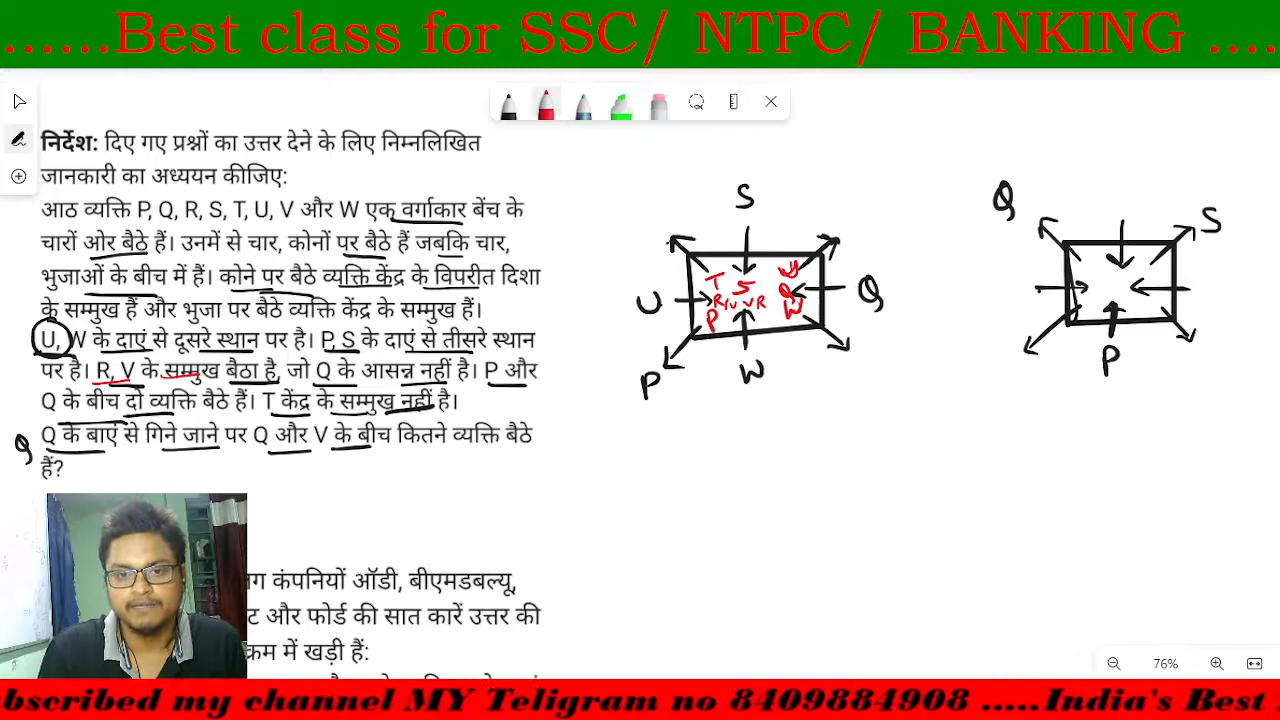 ......Best class for SSC/ NTPC/ BANKING ....
निर्देश: दिए गए प्रश्नों का उत्तर देने के लिए निम्नलिखित
जानकारी का अध्ययन कीजिए:
आठ व्यक्ति P, Q, R, S, T, U, V और W एक वर्गाकार बेंच के
चारों ओर बैठे हैं। उनमें से चार, कोनों पर बैठे हैं जबकि चार,
भुजाओं के बीच में हैं। कोने पर बैठे व्यक्ति केंद्र के विपरीत दिशा
के सम्मुख हैं और भुजा पर बैठे व्यक्ति केंद्र के सम्मुख हैं।
U, W के दाएं से दूसरे स्थान पर है। P, S के दाएं से तीसरे स्थान
पर है। R, V के सम्मुख बैठा है, जो Q के आसन्न नहीं है। P और
Q के बीच दो व्यक्ति बैठे हैं। T केंद्र के सम्मुख नहीं है।
Q के बाएं से गिने जाने पर Q और V के बीच कितने व्यक्ति बैठे
हैं?
Q
S
U
Q
P
W
T
S
R/V
V R
P
W
Q
S
P
ग कंपनियों ऑडी, बीएमडबल्यू,
ट और फोर्ड की सात कारें उत्तर की
क्रम में खड़ी हैं:
76%
ubscribed my channel MY Teligram no 8409884908 .....India's Best